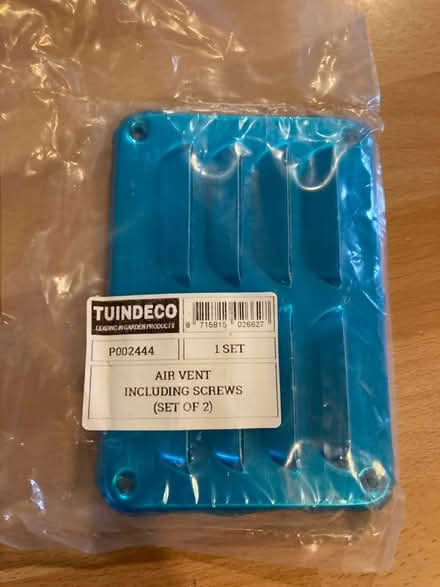 TUINDECO
LEADING IN GARDEN PRODUCTS
8 715815 026627
P002444
1 SET
AIR VENT
INCLUDING SCREWS
(SET OF 2)